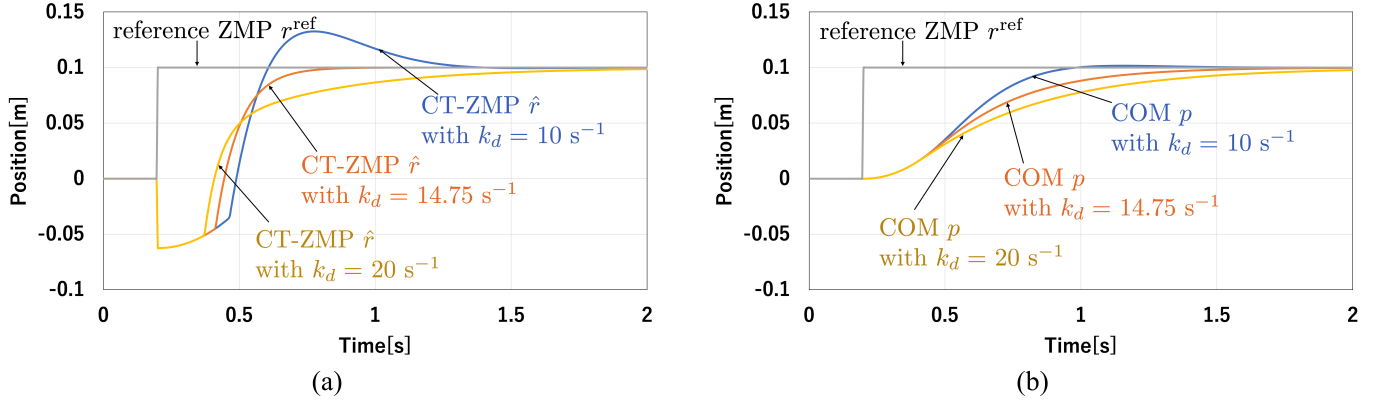 0.15
0.1
0.05
0
-0.05
-0.1
Position[m]
reference ZMP r^ref
CT-ZMP r̂
with k_d = 10 s⁻¹
CT-ZMP r̂
with k_d = 14.75 s⁻¹
CT-ZMP r̂
with k_d = 20 s⁻¹
0 0.5 1 1.5 2
Time[s]
(a)
0.15
0.1
0.05
0
-0.05
-0.1
Position[m]
reference ZMP r^ref
COM p
with k_d = 10 s⁻¹
COM p
with k_d = 14.75 s⁻¹
COM p
with k_d = 20 s⁻¹
0 0.5 1 1.5 2
Time[s]
(b)